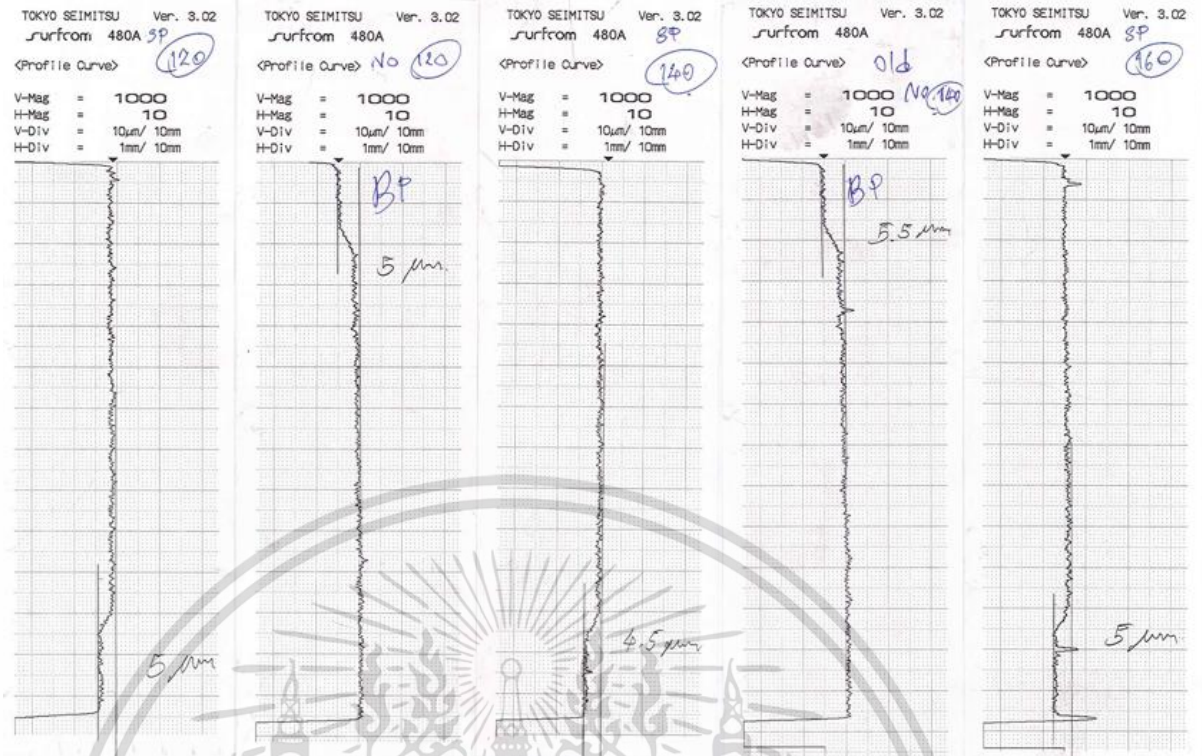 TOKYO SEIMITSU Ver. 3.02
surfcom 480A SP
120
<Profile Curve>
V-Mag = 1000
H-Mag = 10
V-Div = 10µm/ 10mm
H-Div = 1mm/ 10mm
5 µm
TOKYO SEIMITSU Ver. 3.02
surfcom 480A
<Profile Curve> No 120
V-Mag = 1000
H-Mag = 10
V-Div = 10µm/ 10mm
H-Div = 1mm/ 10mm
BP
5 µm.
TOKYO SEIMITSU Ver. 3.02
surfcom 480A SP
<Profile Curve> 140
V-Mag = 1000
H-Mag = 10
V-Div = 10µm/ 10mm
H-Div = 1mm/ 10mm
4.5 µm
TOKYO SEIMITSU Ver. 3.02
surfcom 480A
<Profile Curve> Old
V-Mag = 1000 No. 140
H-Mag = 10
V-Div = 10µm/ 10mm
H-Div = 1mm/ 10mm
BP
5.5 µm
TOKYO SEIMITSU Ver. 3.02
surfcom 480A SP
<Profile Curve> 160
V-Mag = 1000
H-Mag = 10
V-Div = 10µm/ 10mm
H-Div = 1mm/ 10mm
5 µm